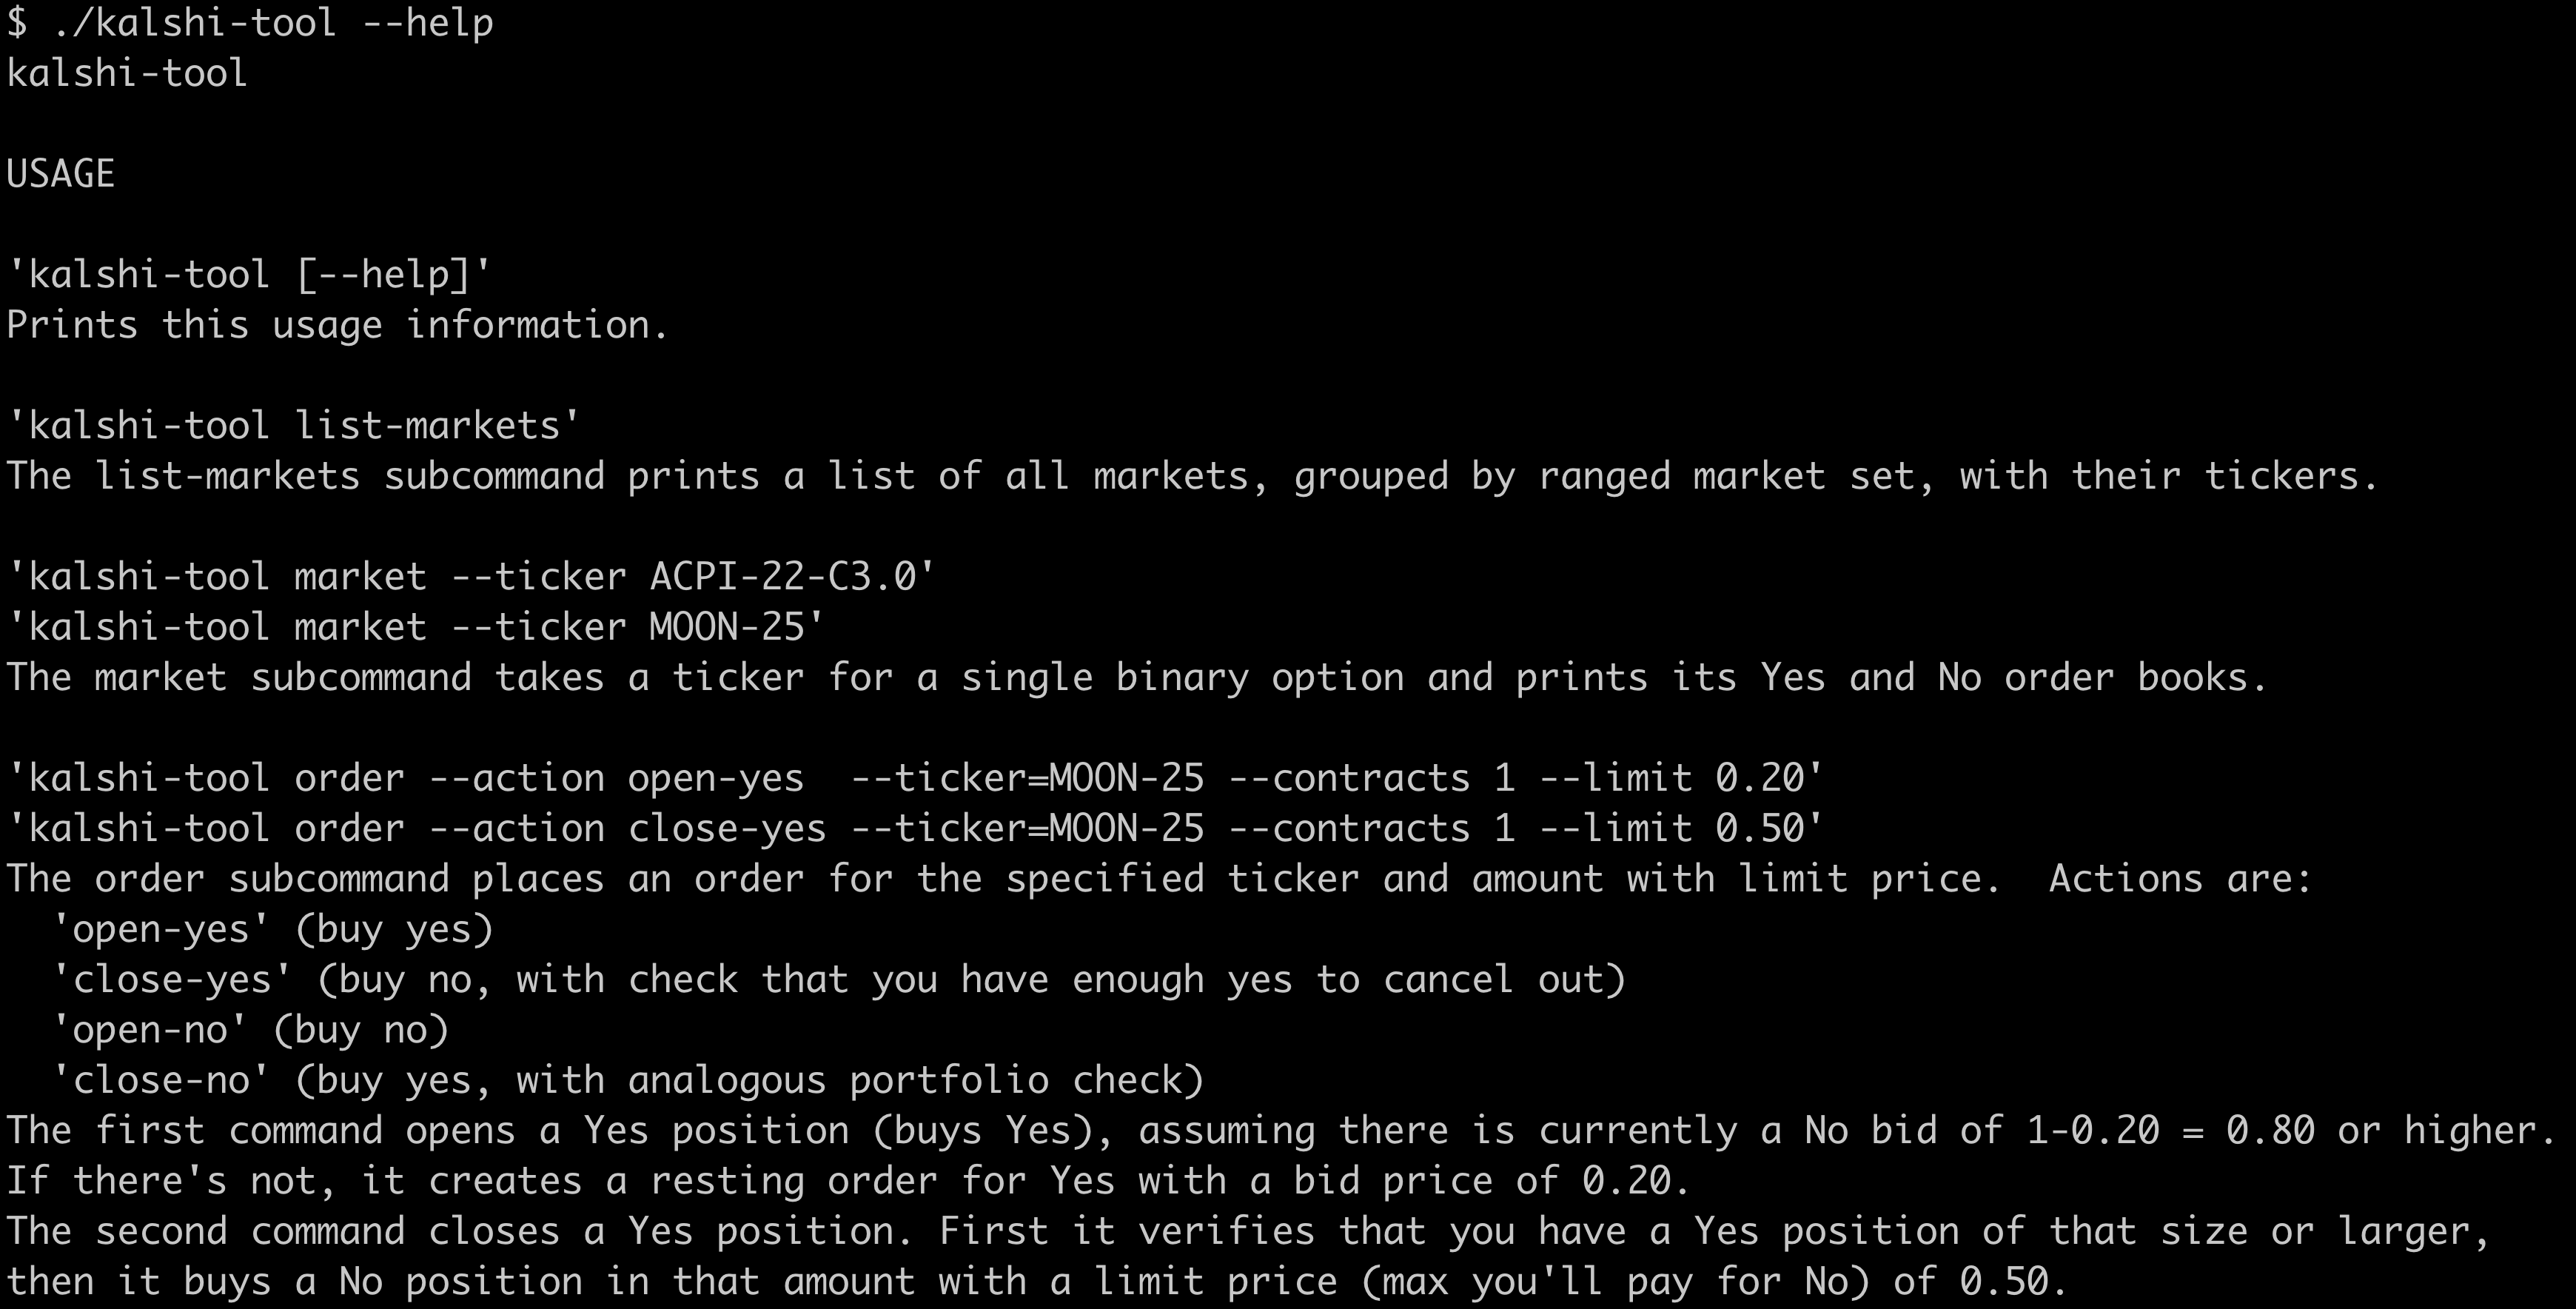 $ ./kalshi-tool --help
kalshi-tool
USAGE
'kalshi-tool [--help]'
Prints this usage information.
'kalshi-tool list-markets'
The list-markets subcommand prints a list of all markets, grouped by ranged market set, with their tickers.
'kalshi-tool market --ticker ACPI-22-C3.0'
'kalshi-tool market --ticker MOON-25'
The market subcommand takes a ticker for a single binary option and prints its Yes and No order books.
'kalshi-tool order --action open-yes  --ticker=MOON-25 --contracts 1 --limit 0.20'
'kalshi-tool order --action close-yes --ticker=MOON-25 --contracts 1 --limit 0.50'
The order subcommand places an order for the specified ticker and amount with limit price.  Actions are:
  'open-yes' (buy yes)
  'close-yes' (buy no, with check that you have enough yes to cancel out)
  'open-no' (buy no)
  'close-no' (buy yes, with analogous portfolio check)
The first command opens a Yes position (buys Yes), assuming there is currently a No bid of 1-0.20 = 0.80 or higher.
If there's not, it creates a resting order for Yes with a bid price of 0.20.
The second command closes a Yes position. First it verifies that you have a Yes position of that size or larger,
then it buys a No position in that amount with a limit price (max you'll pay for No) of 0.50.